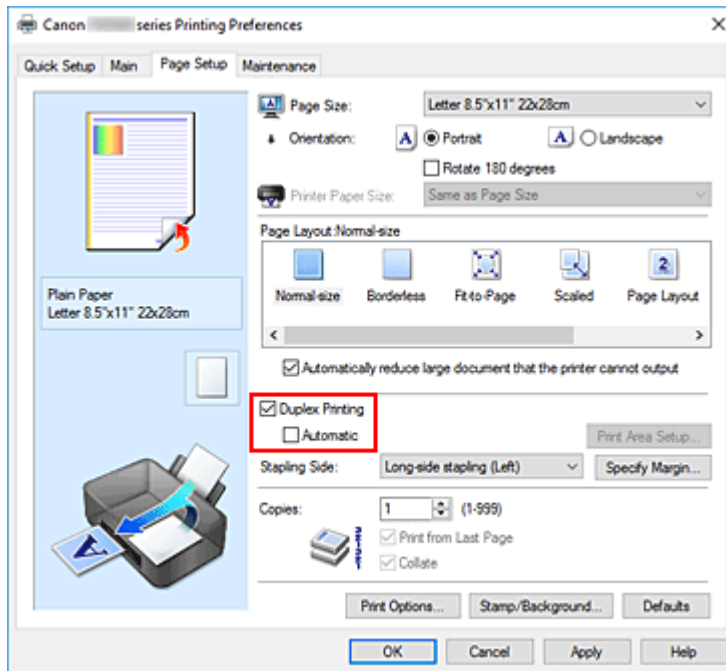 Canon series Printing Preferences
Quick Setup Main Page Setup Maintenance
Page Size: Letter 8.5"x11" 22x28cm
Orientation: A Portrait A Landscape
Rotate 180 degrees
Printer Paper Size: Same as Page Size
Page Layout:Normal-size
2
Normal-size Borderless Fit-to-Page Scaled Page Layout
Plain Paper
Letter 8.5"x11" 22x28cm
Automatically reduce large document that the printer cannot output
Duplex Printing
Automatic
Print Area Setup...
Stapling Side: Long-side stapling (Left) Specify Margin...
Copies: 1 (1-999)
Print from Last Page
Collate
A
Print Options... Stamp/Background... Defaults
OK Cancel Apply Help